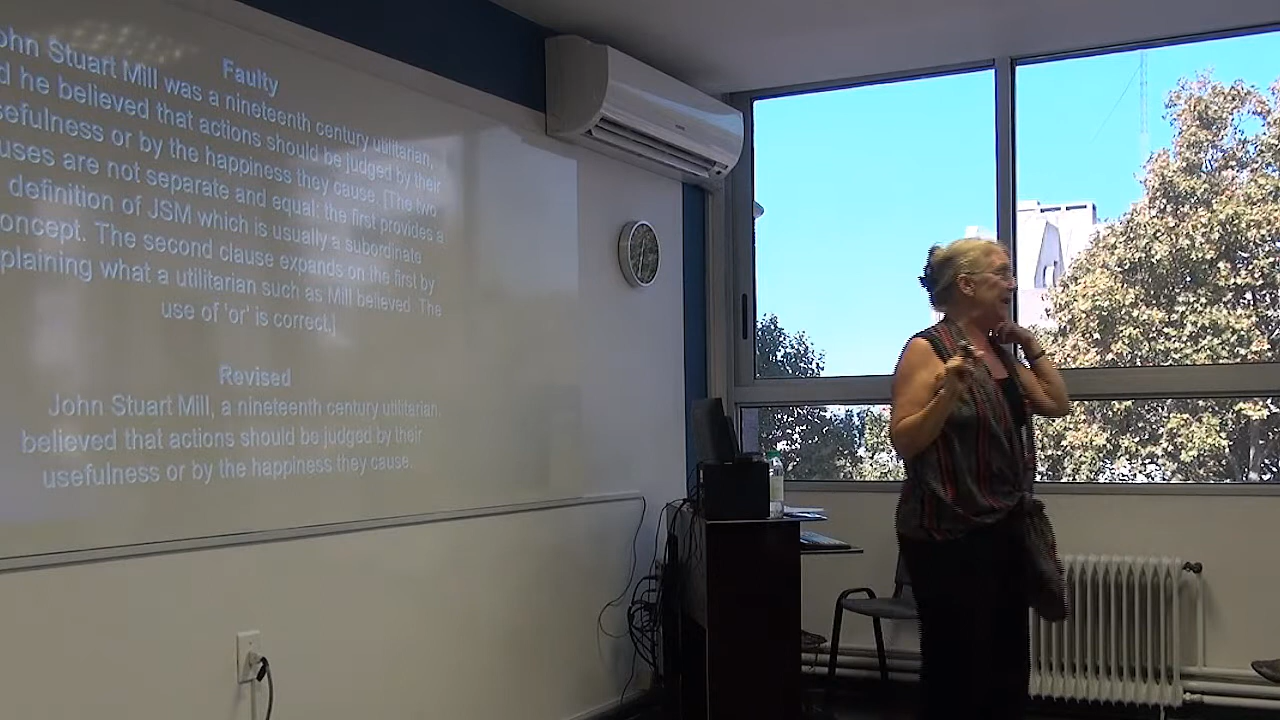 Faulty
ohn Stuart Mill was a nineteenth century utilitarian,
d he believed that actions should be judged by their
sefulness or by the happiness they cause. [The two
uses are not separate and equal: the first provides a
definition of JSM which is usually a subordinate
oncept. The second clause expands on the first by
plaining what a utilitarian such as Mill believed. The
use of 'or' is correct.]
Revised
John Stuart Mill, a nineteenth century utilitarian,
believed that actions should be judged by their
usefulness or by the happiness they cause.